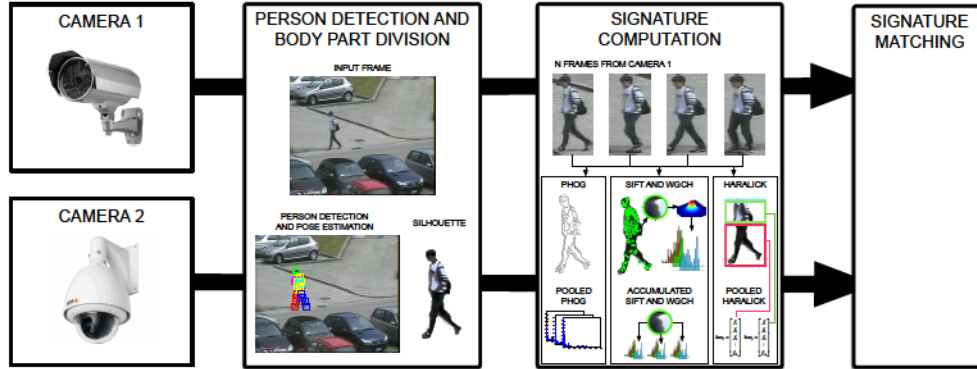 CAMERA 1
CAMERA 2
PERSON DETECTION AND
BODY PART DIVISION
INPUT FRAME
PERSON DETECTION
AND POSE ESTIMATION
SILHOUETTE
SIGNATURE
COMPUTATION
N FRAMES FROM CAMERA 1
PHOG
SIFT AND WGCH
HARALICK
POOLED
PHOG
ACCUMULATED
SIFT AND WGCH
POOLED
HARALICK
SIGNATURE
MATCHING